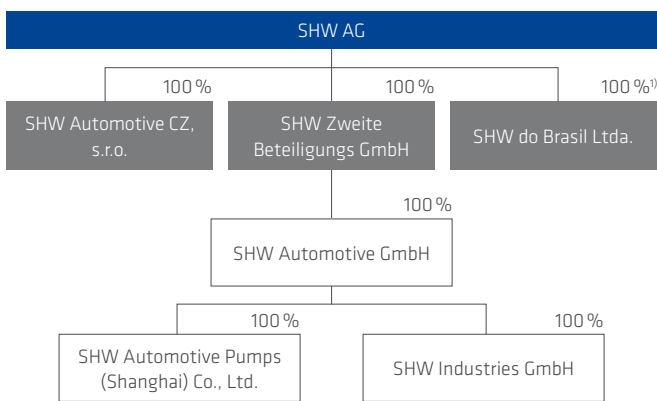 SHW AG
100 %
100 %
100 %1)
SHW Automotive CZ,
s.r.o.
SHW Zweite
Beteiligungs GmbH
SHW do Brasil Ltda.
100 %
SHW Automotive GmbH
100 %
100 %
SHW Automotive Pumps
(Shanghai) Co., Ltd.
SHW Industries GmbH